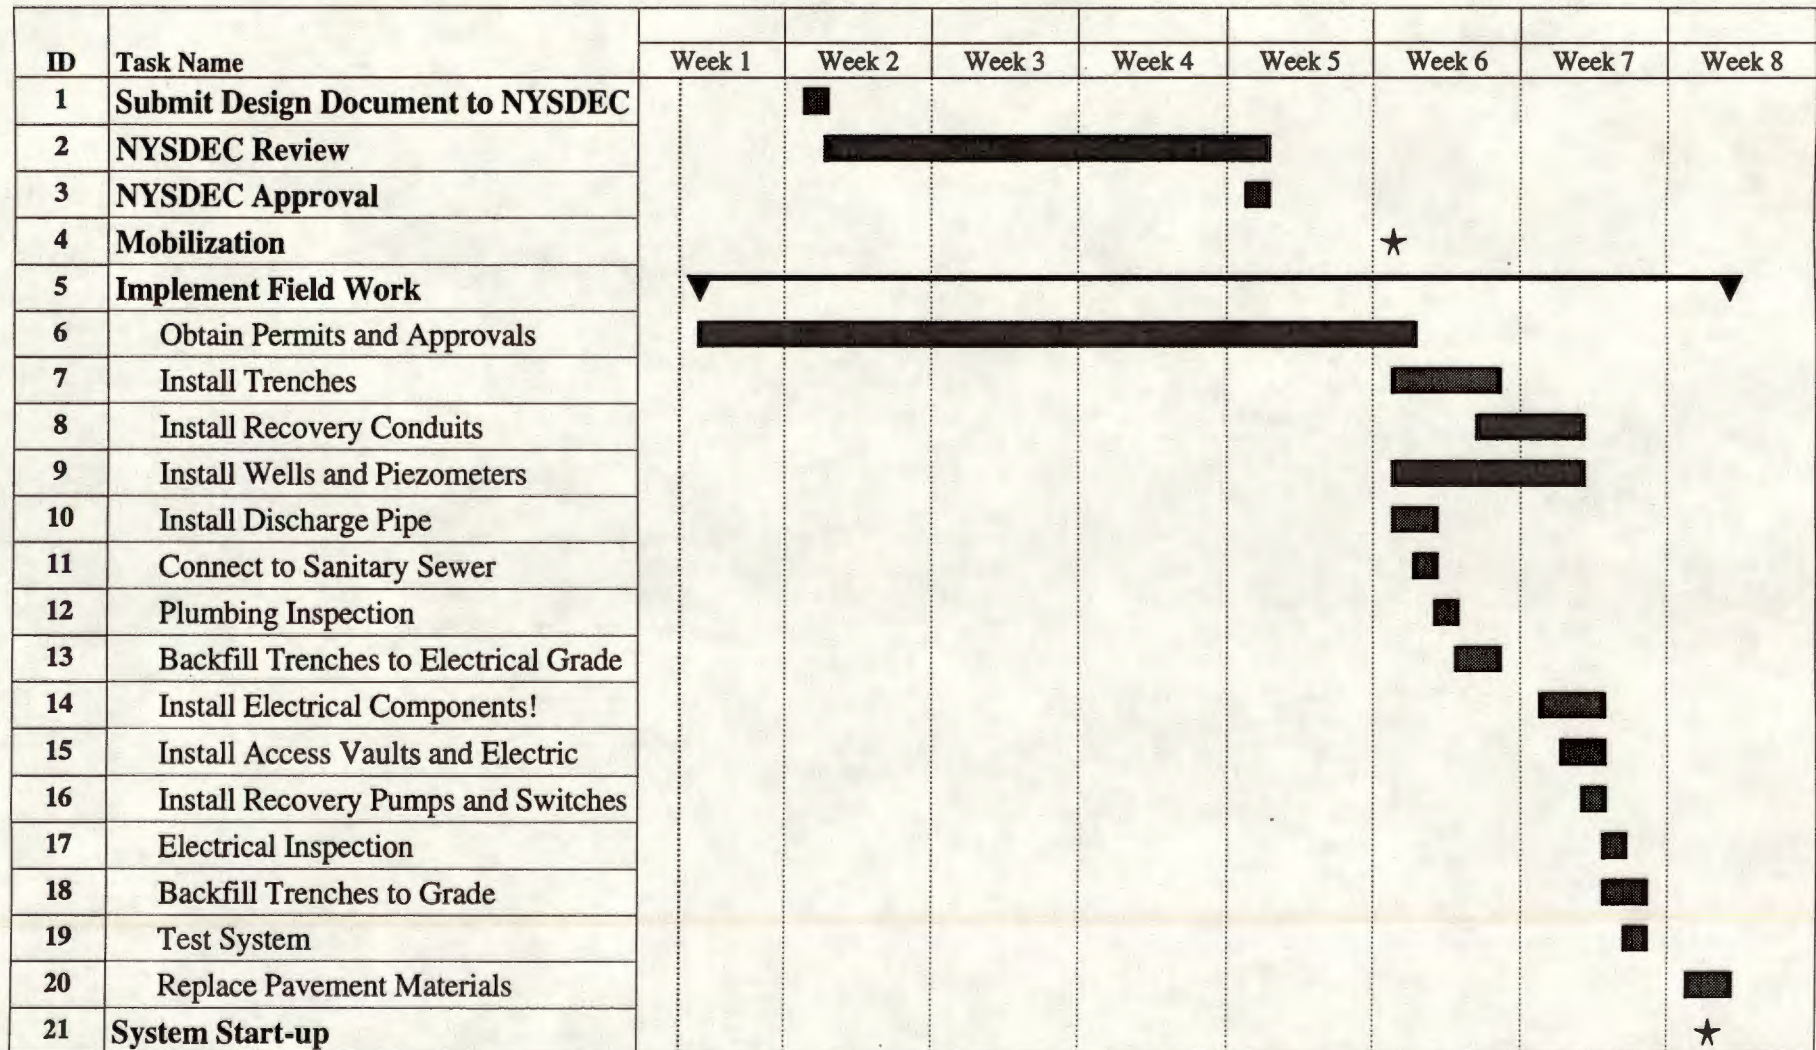 ID Task Name Week 1 Week 2 Week 3 Week 4 Week 5 Week 6 Week 7 Week 8
1 Submit Design Document to NYSDEC
2 NYSDEC Review
3 NYSDEC Approval
4 Mobilization
5 Implement Field Work
6 Obtain Permits and Approvals
7 Install Trenches
8 Install Recovery Conduits
9 Install Wells and Piezometers
10 Install Discharge Pipe
11 Connect to Sanitary Sewer
12 Plumbing Inspection
13 Backfill Trenches to Electrical Grade
14 Install Electrical Components!
15 Install Access Vaults and Electric
16 Install Recovery Pumps and Switches
17 Electrical Inspection
18 Backfill Trenches to Grade
19 Test System
20 Replace Pavement Materials
21 System Start-up